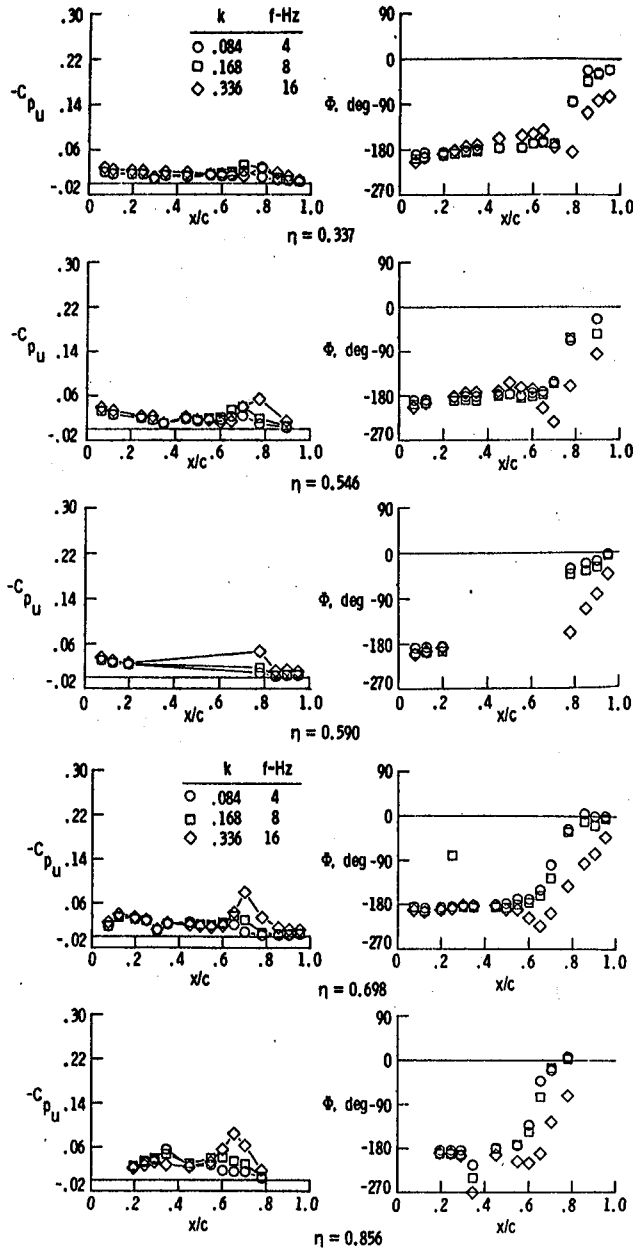 k f~Hz
○ .084 4
□ .168 8
◇ .336 16
.30
.22
-Cpu .14
.06
-.02
0 .2 .4 .6 .8 1.0
x/c
0
Φ, deg -90
-180
-270
0 .2 .4 .6 .8 1.0
x/c
η = 0.337
.30
.22
-Cpu .14
.06
-.02
0 .2 .4 .6 .8 1.0
x/c
90
0
Φ, deg -90
-180
-270
0 .2 .4 .6 .8 1.0
x/c
η = 0.546
.30
.22
-Cpu .14
.06
-.02
0 .2 .4 .6 .8 1.0
x/c
90
0
Φ, deg -90
-180
-270
0 .2 .4 .6 .8 1.0
x/c
η = 0.590
k f~Hz
○ .084 4
□ .168 8
◇ .336 16
.30
.22
-Cpu .14
.06
-.02
0 .2 .4 .6 .8 1.0
x/c
90
0
Φ, deg -90
-180
-270
0 .2 .4 .6 .8 1.0
x/c
η = 0.698
.30
.22
-Cpu .14
.06
-.02
0 .2 .4 .6 .8 1.0
x/c
90
0
Φ, deg -90
-180
-270
0 .2 .4 .6 .8 1.0
x/c
η = 0.856